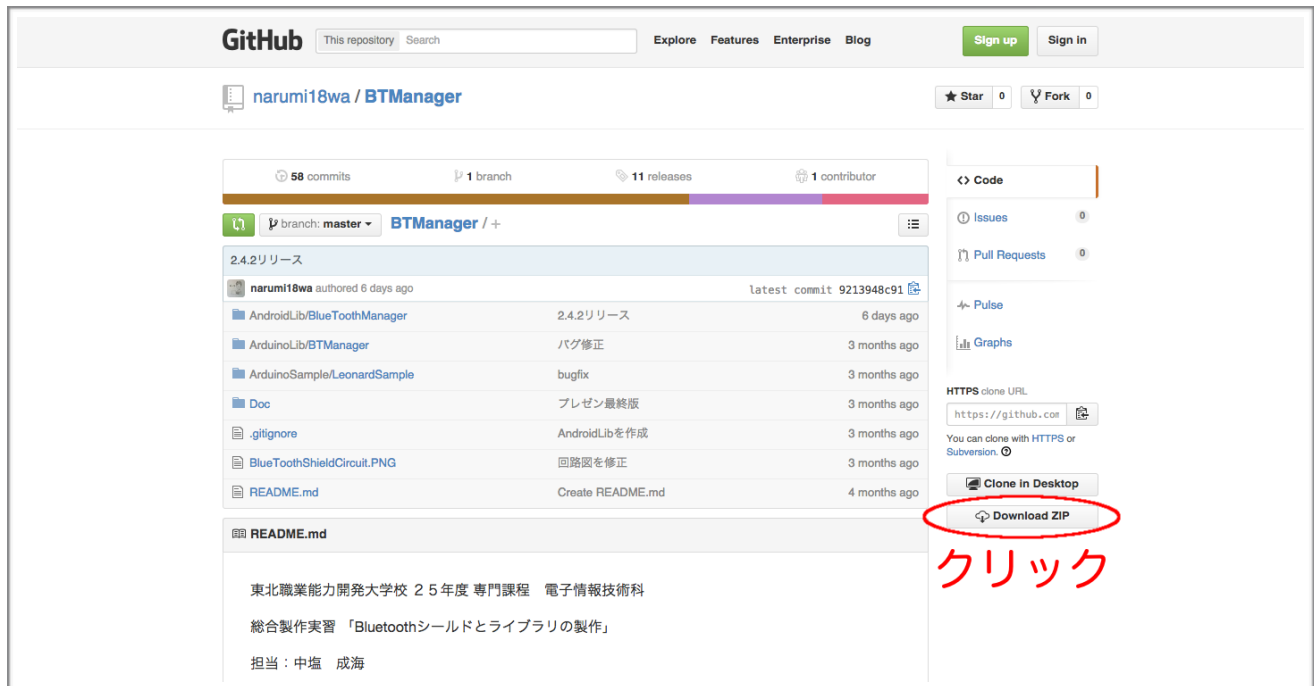 GitHub This repository Search Explore Features Enterprise Blog Sign up Sign in
narumi18wa / BTManager Star 0 Fork 0
58 commits 1 branch 11 releases 1 contributor
branch: master BTManager / +
2.4.2リリース
narumi18wa authored 6 days ago latest commit 9213948c91
AndroidLib/BlueToothManager 2.4.2リリース 6 days ago
ArduinoLib/BTManager バグ修正 3 months ago
ArduinoSample/LeonardSample bugfix 3 months ago
Doc プレゼン最終版 3 months ago
.gitignore AndroidLibを作成 3 months ago
BlueToothShieldCircuit.PNG 回路図を修正 3 months ago
README.md Create README.md 4 months ago
README.md
東北職業能力開発大学校 ２５年度 専門課程　電子情報技術科
総合製作実習 「Bluetoothシールドとライブラリの製作」
担当：中塩　成海
Code
Issues 0
Pull Requests 0
Pulse
Graphs
HTTPS clone URL
https://github.com
You can clone with HTTPS or
Subversion.
Clone in Desktop
Download ZIP
クリック